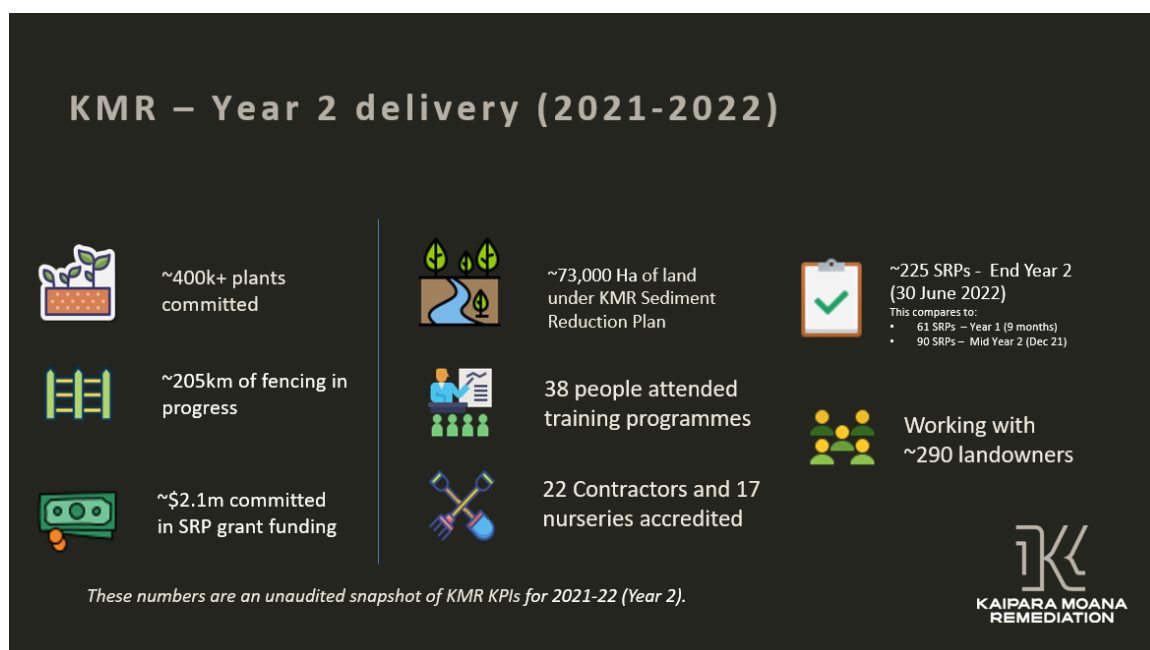 KMR – Year 2 delivery (2021-2022)
~400k+ plants
committed
~205km of fencing in
progress
~$2.1m committed
in SRP grant funding
~73,000 Ha of land
under KMR Sediment
Reduction Plan
38 people attended
training programmes
22 Contractors and 17
nurseries accredited
~225 SRPs -  End Year 2
(30 June 2022)
This compares to:
• 61 SRPs – Year 1 (9 months)
• 90 SRPs – Mid Year 2 (Dec 21)
Working with
~290 landowners
These numbers are an unaudited snapshot of KMR KPIs for 2021-22 (Year 2).
KAIPARA MOANA
REMEDIATION